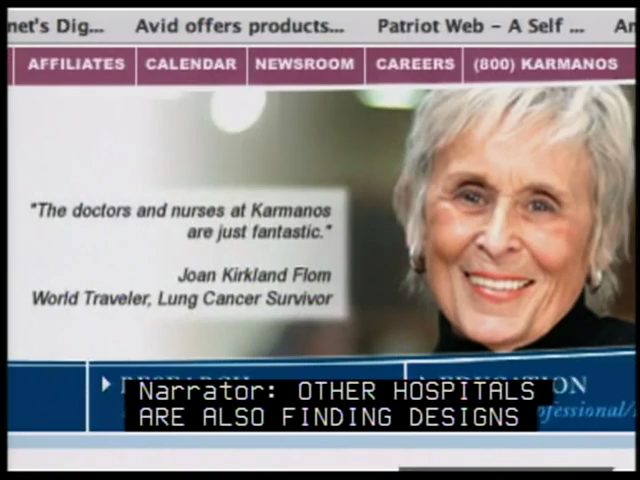 net's Dig... Avid offers products... Patriot Web – A Self ...
AFFILIATES CALENDAR NEWSROOM CAREERS (800) KARMANOS
"The doctors and nurses at Karmanos
are just fantastic."
Joan Kirkland Flom
World Traveler, Lung Cancer Survivor
Narrator: OTHER HOSPITALS
ARE ALSO FINDING DESIGNS